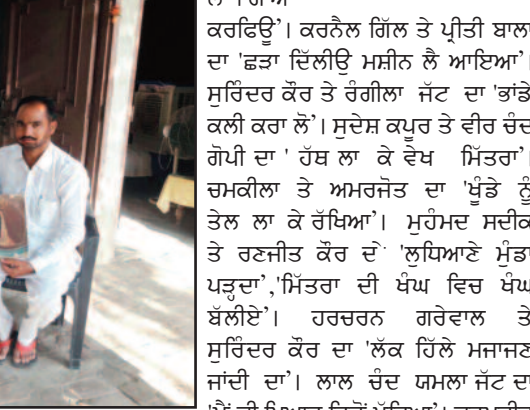 ਕਰਫਿਊ’। ਕਰਨੈਲ ਗਿੱਲ ਤੇ ਪ੍ਰੀਤੀ ਬਾਲਾ
ਦਾ 'ਛੜਾ ਦਿੱਲੀਉ ਮਸ਼ੀਨ ਲੈ ਆਇਆ’।
ਸੁਰਿੰਦਰ ਕੌਰ ਤੇ ਰੰਗੀਲਾ ਜੱਟ ਦਾ 'ਭਾਂਡੇ
ਕਲੀ ਕਰਾ ਲੋ’। ਸੁਦੇਸ਼ ਕਪੂਰ ਤੇ ਵੀਰ ਚੰਦ
ਗੋਪੀ ਦਾ ' ਹੱਥ ਲਾ ਕੇ ਵੇਖ ਮਿੱਤਰਾ’।
ਚਮਕੀਲਾ ਤੇ ਅਮਰਜੋਤ ਦਾ 'ਖੂੰਡੇ ਨੂੰ
ਤੇਲ ਲਾ ਕੇ ਰੱਖਿਆ’। ਮੁਹੰਮਦ ਸਦੀਕ
ਤੇ ਰਣਜੀਤ ਕੌਰ ਦੇ 'ਲੁਧਿਆਣੇ ਮੁੰਡਾ
ਪੜ੍ਹਦਾ’,'ਮਿੱਤਰਾ ਦੀ ਖੰਘ ਵਿਚ ਖੰਘ
ਬੱਲੀਏ’। ਹਰਚਰਨ ਗਰੇਵਾਲ ਤੇ
ਸੁਰਿੰਦਰ ਕੌਰ ਦਾ 'ਲੱਕ ਹਿੱਲੇ ਮਜਾਜਣ
ਜਾਂਦੀ ਦਾ’। ਲਾਲ ਚੰਦ ਯਮਲਾ ਜੱਟ ਦਾ